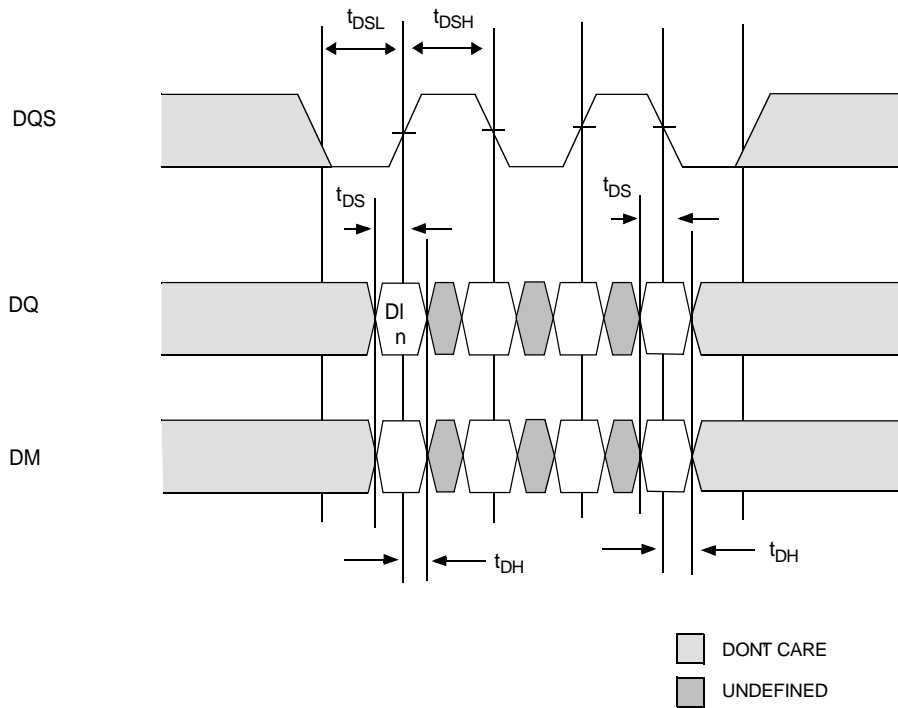 tDSL
tDSH
DQS
tDS
tDS
DQ
DI
n
DM
tDH
tDH
DONT CARE
UNDEFINED